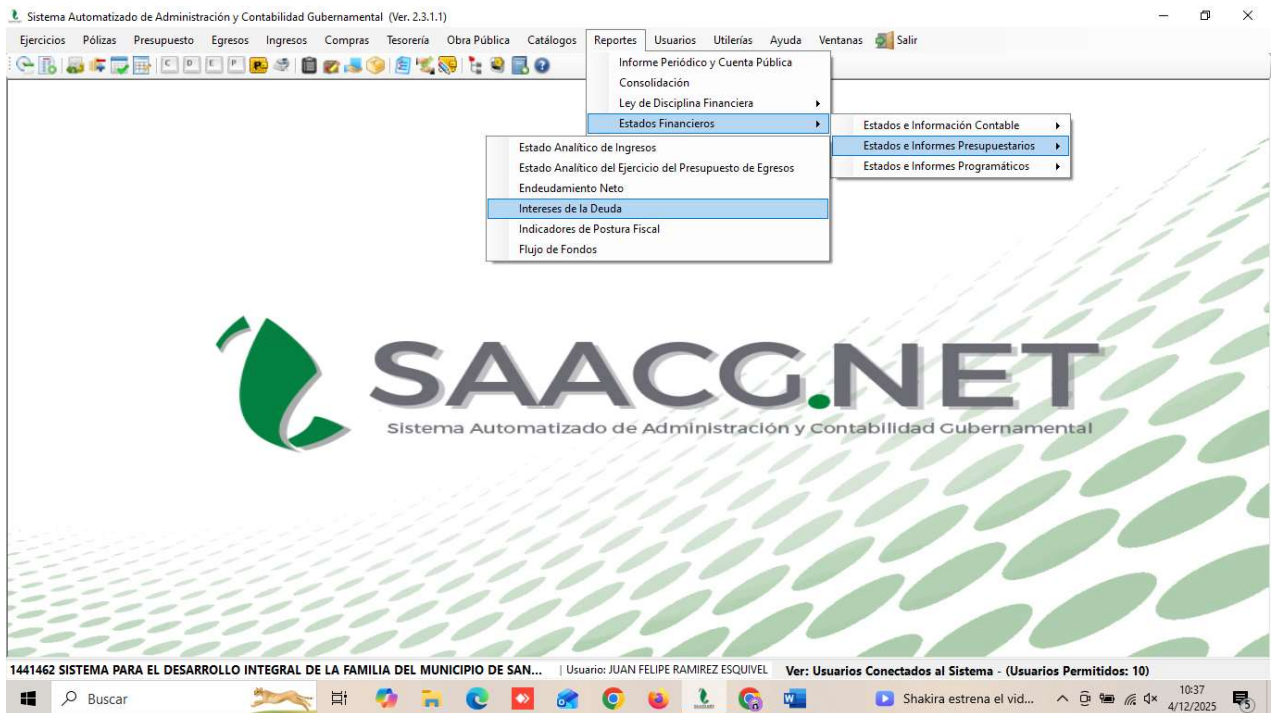 Sistema Automatizado de Administración y Contabilidad Gubernamental (Ver. 2.3.1.1)
Ejercicios Pólizas Presupuesto Egresos Ingresos Compras Tesorería Obra Pública Catálogos Reportes Usuarios Utilerías Ayuda Ventanas Salir
Informe Periódico y Cuenta Pública
Consolidación
Ley de Disciplina Financiera
Estados Financieros
Estados e Información Contable
Estados e Informes Presupuestarios
Estados e Informes Programáticos
Estado Analítico de Ingresos
Estado Analítico del Ejercicio del Presupuesto de Egresos
Endeudamiento Neto
Intereses de la Deuda
Indicadores de Postura Fiscal
Flujo de Fondos
SAACG.NET
Sistema Automatizado de Administración y Contabilidad Gubernamental
1441462 SISTEMA PARA EL DESARROLLO INTEGRAL DE LA FAMILIA DEL MUNICIPIO DE SAN... | Usuario: JUAN FELIPE RAMIREZ ESQUIVEL Ver: Usuarios Conectados al Sistema - (Usuarios Permitidos: 10)
Buscar
Shakira estrena el vid...
10:37
4/12/2025
5